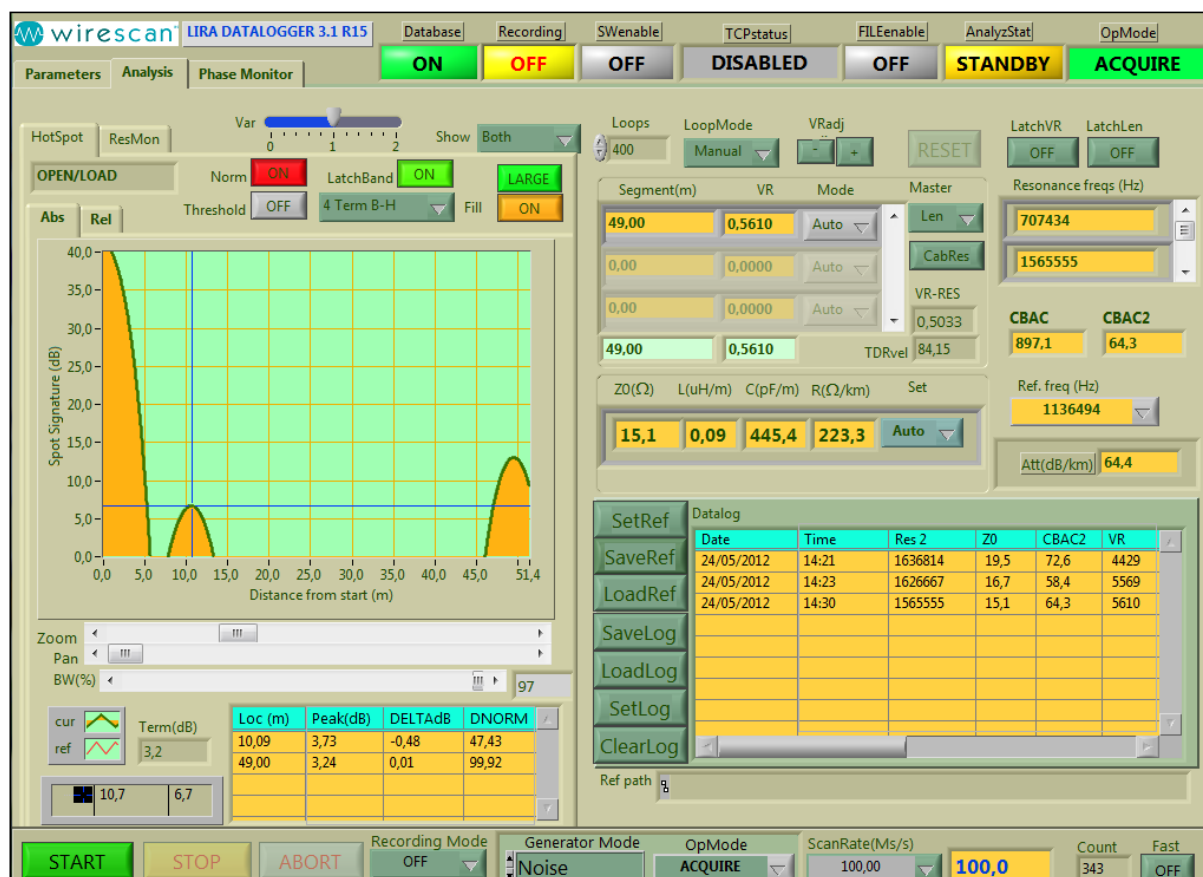 wirescan LIRA DATALOGGER 3.1 R15 Database Recording SWenable TCPstatus FILEenable AnalyzStat OpMode
ON OFF OFF DISABLED OFF STANDBY ACQUIRE
Parameters Analysis Phase Monitor
HotSpot ResMon Var 0 1 2 Show Both
Loops LoopMode VRadj LatchVR LatchLen
400 Manual - + RESET OFF OFF
OPEN/LOAD Norm ON LatchBand ON LARGE
Threshold OFF 4 Term B-H Fill ON
Abs Rel
Segment(m) VR Mode Master Resonance freqs (Hz)
49,00 0,5610 Auto Len 707434
0,00 0,0000 Auto CabRes 1565555
0,00 0,0000 Auto VR-RES 0,5033
49,00 0,5610 TDRvel 84,15
CBAC CBAC2
897,1 64,3
Z0(Ω) L(uH/m) C(pF/m) R(Ω/km) Set
15,1 0,09 445,4 223,3 Auto
Ref. freq (Hz)
1136494
Att(dB/km) 64,4
Spot Signature (dB)
40,0
35,0
30,0
25,0
20,0
15,0
10,0
5,0
0,0
0,0 5,0 10,0 15,0 20,0 25,0 30,0 35,0 40,0 45,0 51,4
Distance from start (m)
Zoom
Pan
BW(%) 97
SetRef
SaveRef
LoadRef
SaveLog
LoadLog
SetLog
ClearLog
Datalog
Date Time Res 2 Z0 CBAC2 VR
24/05/2012 14:21 1636814 19,5 72,6 4429
24/05/2012 14:23 1626667 16,7 58,4 5569
24/05/2012 14:30 1565555 15,1 64,3 5610
Ref path
cur
ref
Term(dB)
3,2
10,7 6,7
Loc (m) Peak(dB) DELTAdB DNORM
10,09 3,73 -0,48 47,43
49,00 3,24 0,01 99,92
START STOP ABORT
Recording Mode Generator Mode OpMode ScanRate(Ms/s) Count Fast
OFF Noise ACQUIRE 100,00 100,0 343 OFF